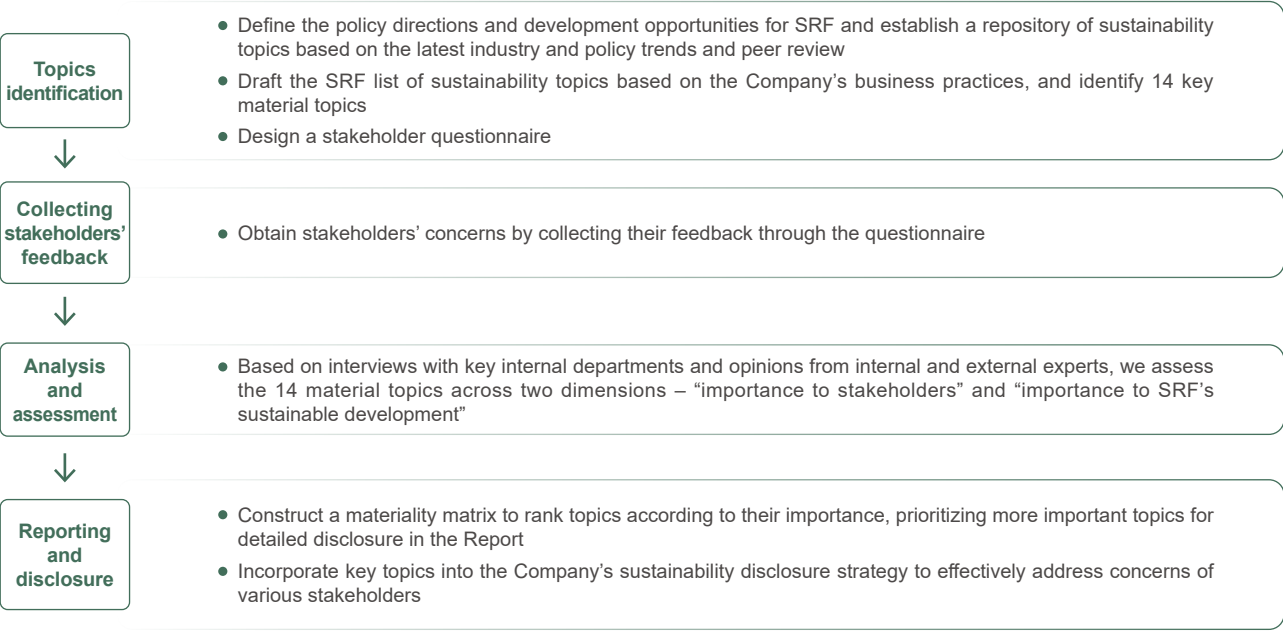 Topics
identification
● Define the policy directions and development opportunities for SRF and establish a repository of sustainability
topics based on the latest industry and policy trends and peer review
● Draft the SRF list of sustainability topics based on the Company’s business practices, and identify 14 key
material topics
● Design a stakeholder questionnaire
Collecting
stakeholders’
feedback
● Obtain stakeholders’ concerns by collecting their feedback through the questionnaire
Analysis
and
assessment
● Based on interviews with key internal departments and opinions from internal and external experts, we assess
the 14 material topics across two dimensions – “importance to stakeholders” and “importance to SRF’s
sustainable development”
Reporting
and
disclosure
● Construct a materiality matrix to rank topics according to their importance, prioritizing more important topics for
detailed disclosure in the Report
● Incorporate key topics into the Company’s sustainability disclosure strategy to effectively address concerns of
various stakeholders